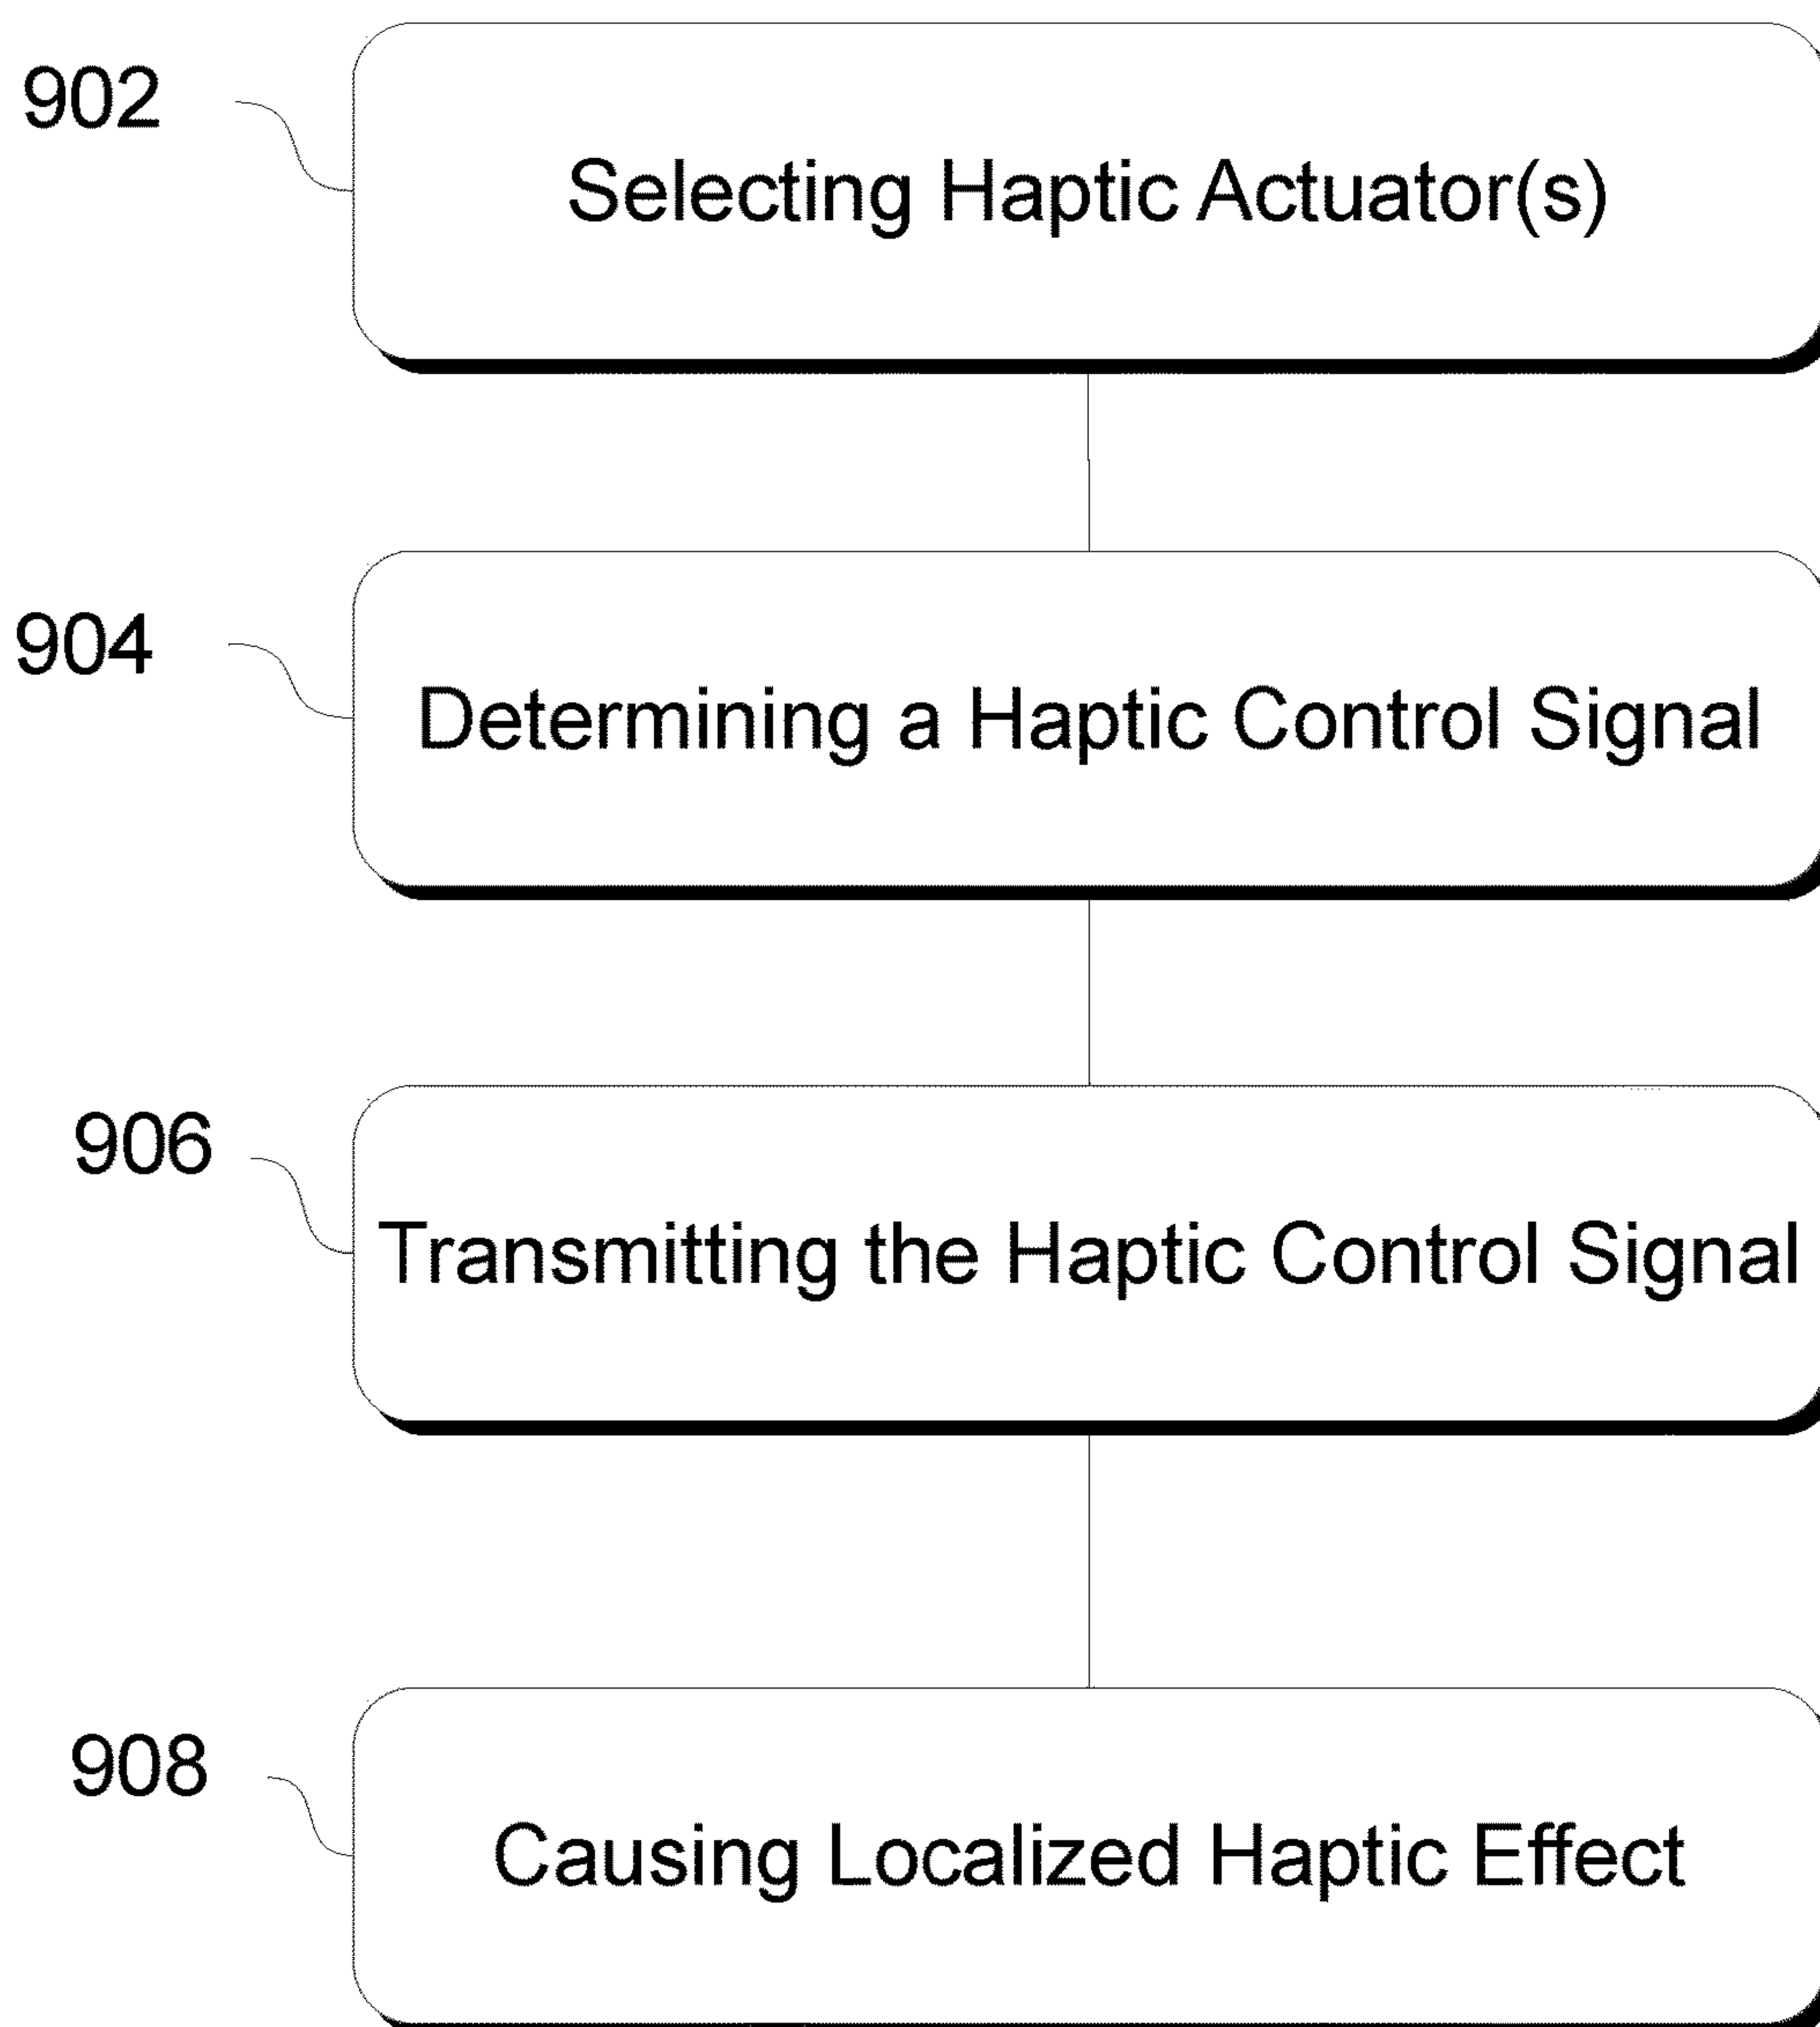 902
Selecting Haptic Actuator(s)
904
Determining a Haptic Control Signal
906
Transmitting the Haptic Control Signal
908
Causing Localized Haptic Effect